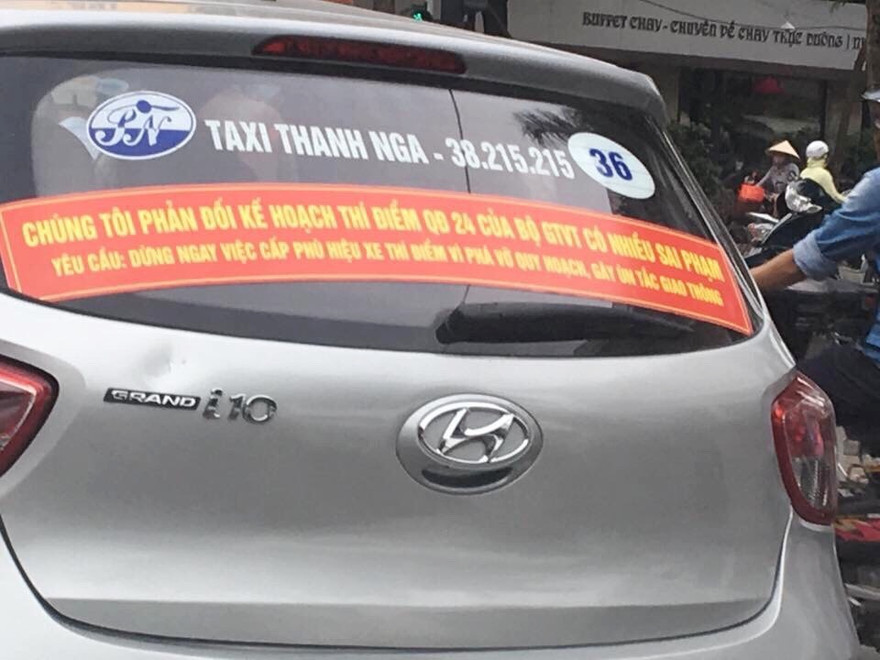 BUFFET CHAY - CHUYÊN ĐỀ CHAY THỰC DƯỠNG |
PN
TAXI THANH NGA - 38.215.215
36
CHÚNG TÔI PHẢN ĐỐI KẾ HOẠCH THÍ ĐIỂM QĐ 24 CỦA BỘ GTVT CÓ NHIỀU SAI PHẠM
YÊU CẦU: DỪNG NGAY VIỆC CẤP PHÙ HIỆU XE THÍ ĐIỂM VÌ PHÁ VỠ QUY HOẠCH. GÂY ÙN TẮC GIAO THÔNG
GRAND i10